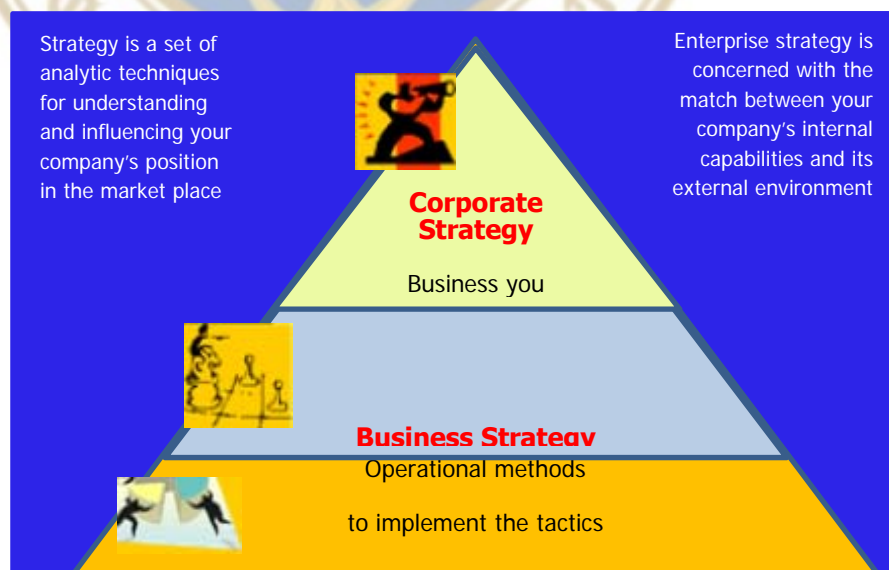 Strategy is a set of
analytic techniques
for understanding
and influencing your
company's position
in the market place
Enterprise strategy is
concerned with the
match between your
company's internal
capabilities and its
external environment
Corporate
Strategy
Business you
Business Strategy
Operational methods
to implement the tactics